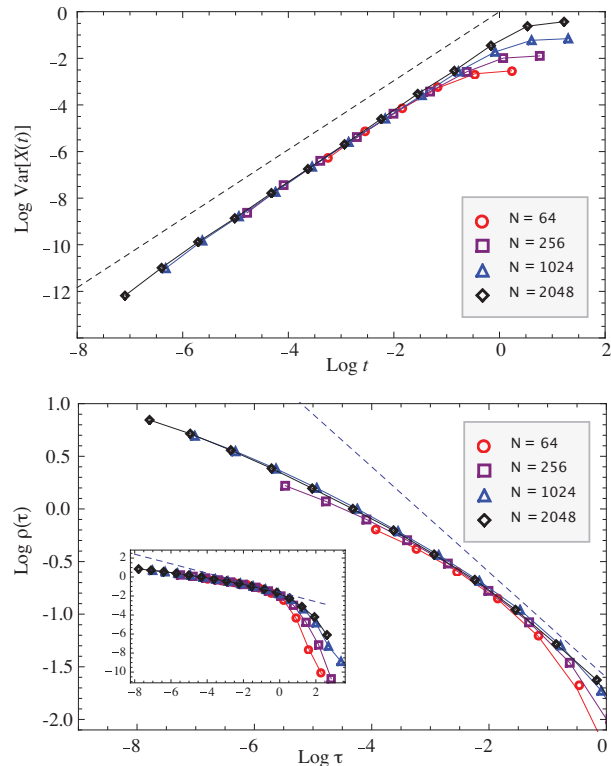 0
-2
-4
-6
-8
-10
-12
Log Var[X(t)]
N = 64
N = 256
N = 1024
N = 2048
-8 -6 -4 -2 0 2
Log t
1.0
0.5
0.0
-0.5
-1.0
-1.5
-2.0
Log ρ(τ)
N = 64
N = 256
N = 1024
N = 2048
2
0
-2
-4
-6
-8
-10
-8 -6 -4 -2 0 2
-8 -6 -4 -2 0
Log τ